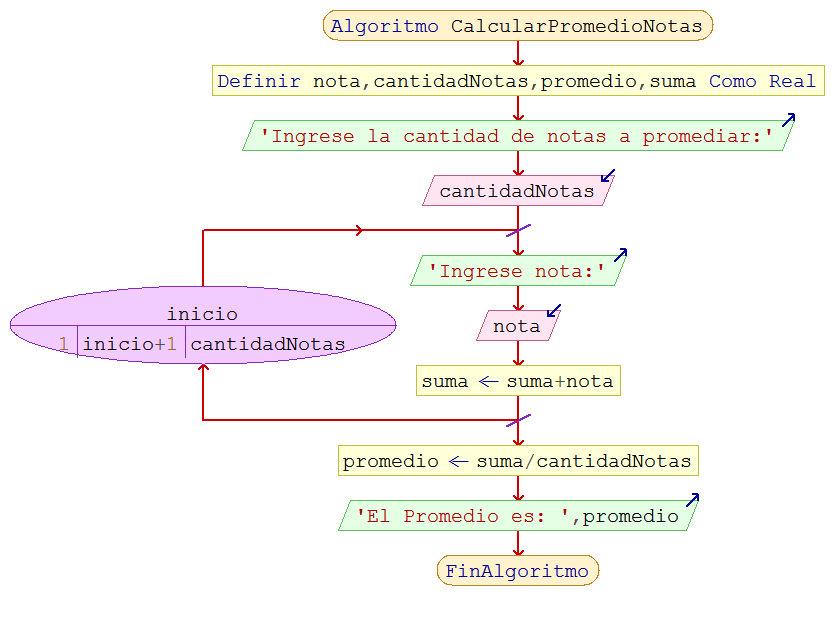 Algoritmo CalcularPromedioNotas
Definir nota,cantidadNotas,promedio,suma Como Real
'Ingrese la cantidad de notas a promediar:'
cantidadNotas
'Ingrese nota:'
inicio
1 inicio+1 cantidadNotas
nota
suma ← suma+nota
promedio ← suma/cantidadNotas
'El Promedio es: ',promedio
FinAlgoritmo